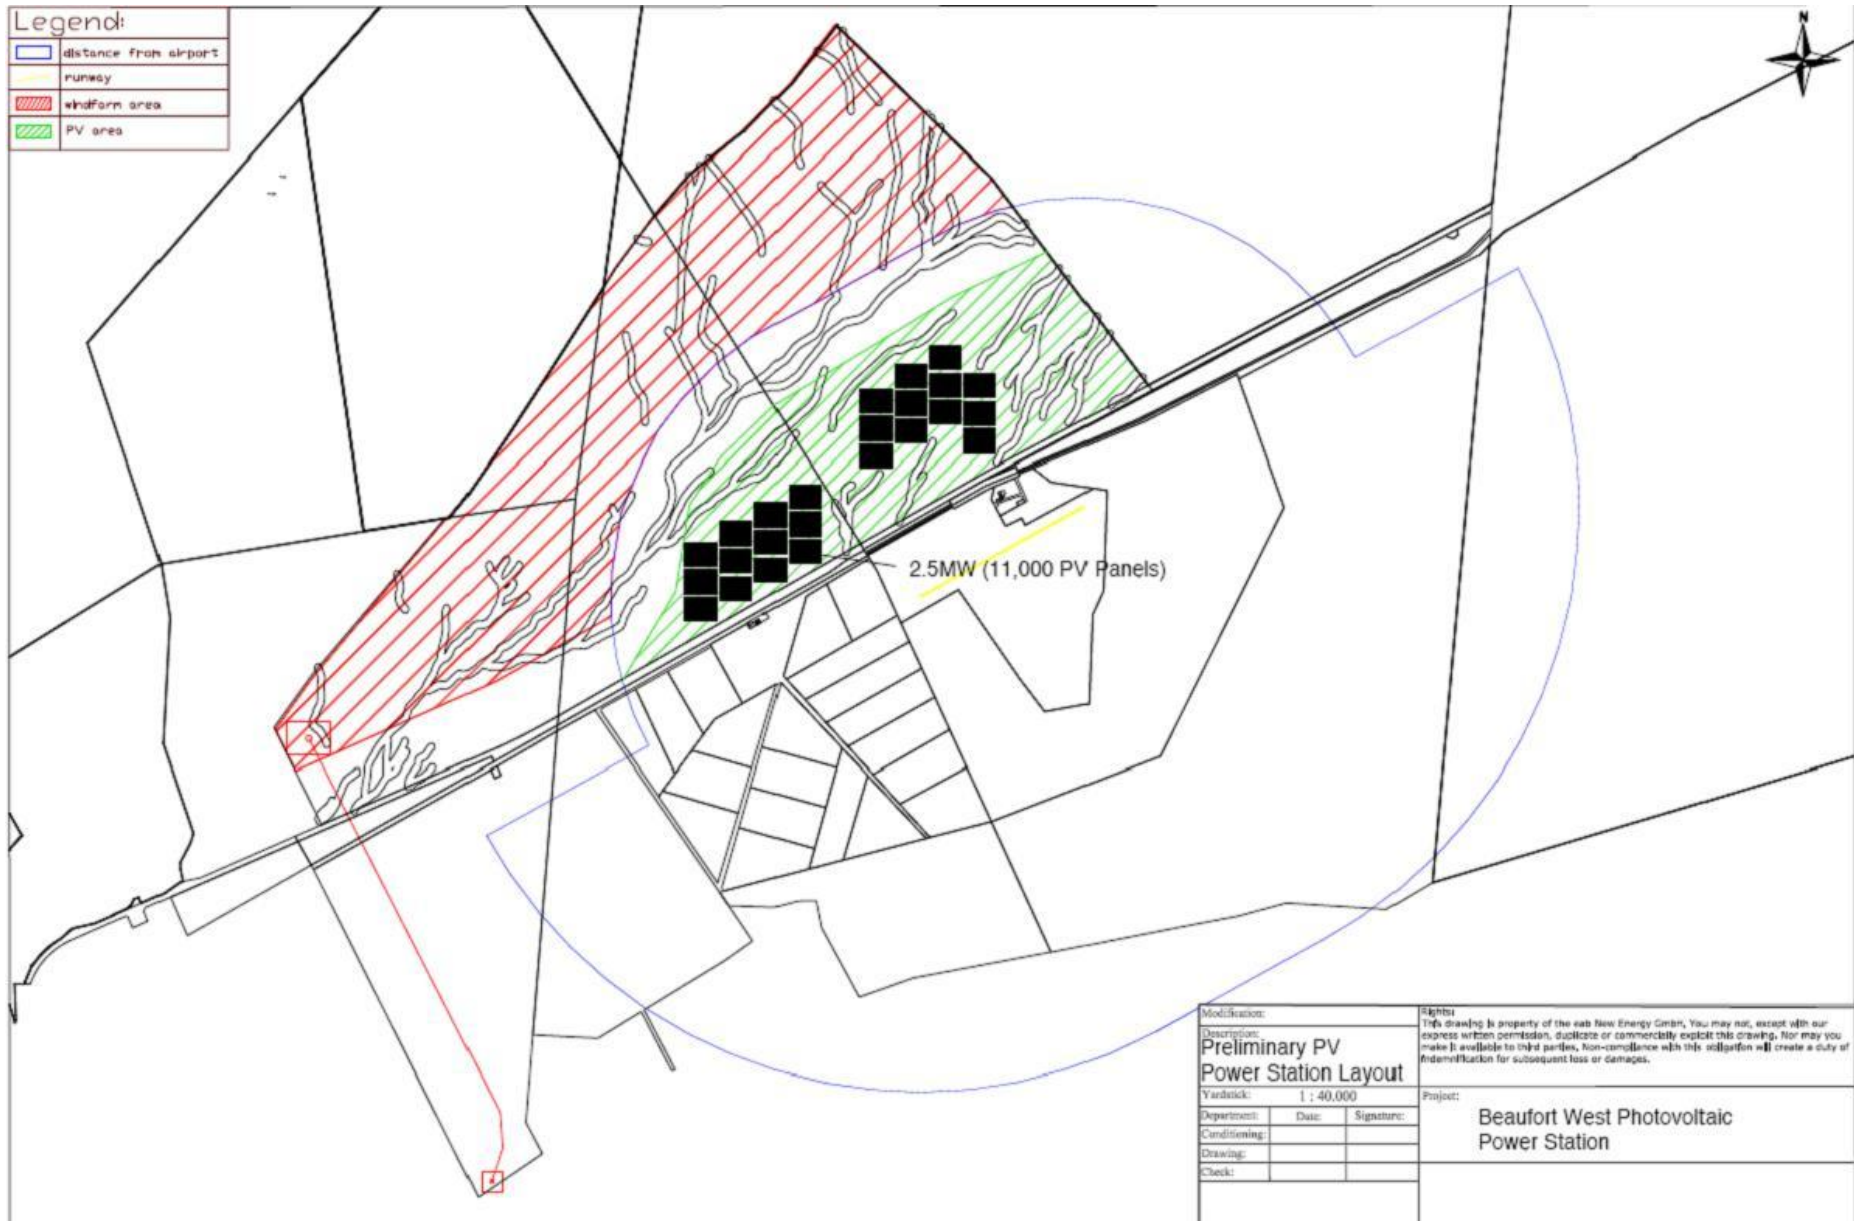 Legend:
distance from airport
runway
windfarm area
PV area
N
2.5MW (11,000 PV Panels)
Modification:
Description:
Preliminary PV
Power Station Layout
Yardstick: 1 : 40.000
Department: Date: Signature:
Conditioning:
Drawing:
Check:
Rights:
This drawing is property of the eab New Energy GmbH, You may not, except with our
express written permission, duplicate or commercially exploit this drawing. Nor may you
make it available to third parties. Non-compliance with this obligation will create a duty of
indemnification for subsequent loss or damages.
Project:
Beaufort West Photovoltaic
Power Station